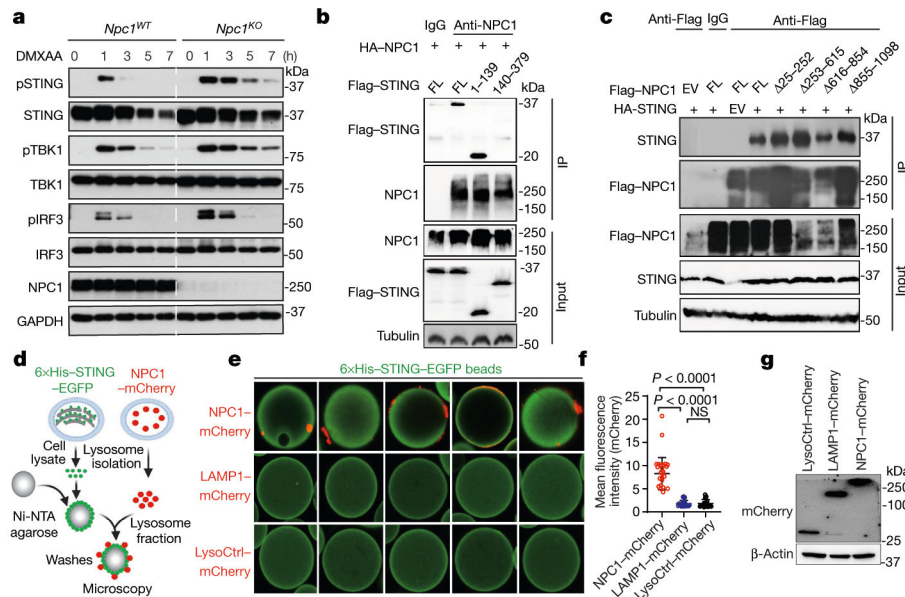 a
Npc1WT
Npc1KO
DMXAA
0 1 3 5 7 0 1 3 5 7 (h)
kDa
pSTING
-37
STING
-37
pTBK1
-75
TBK1
-75
pIRF3
-50
IRF3
-50
NPC1
-250
-37
GAPDH
b
IgG Anti-NPC1
HA–NPC1 + + + +
Flag–STING FL FL 1–139 140–379
kDa
-37
Flag–STING
-20
NPC1
-250
-150
IP
NPC1
-250
-150
-37
Flag–STING
-20
Tubulin
-50
Input
c
Anti-Flag IgG Anti-Flag
Flag–NPC1 EV FL FL FL Δ25–252 Δ253–615 Δ616–854 Δ855–1098
HA-STING + + EV + + + + +
kDa
STING
-37
Flag–NPC1
-250
-150
IP
Flag–NPC1
-250
-150
STING
-37
Tubulin
-50
Input
d
6×His–STING
–EGFP
NPC1
–mCherry
Cell
lysate
Lysosome
isolation
Ni-NTA
agarose
Lysosome
fraction
Washes
Microscopy
e
6×His–STING–EGFP beads
NPC1–
mCherry
LAMP1–
mCherry
LysoCtrl–
mCherry
f
P < 0.0001
P < 0.0001
NS
Mean fluorescence
intensity (mCherry)
25
20
15
10
5
0
NPC1–mCherry
LAMP1–mCherry
LysoCtrl–mCherry
g
LysoCtrl–mCherry
LAMP1–mCherry
NPC1–mCherry
kDa
-250
-100
mCherry
-50
-37
β-Actin
-37